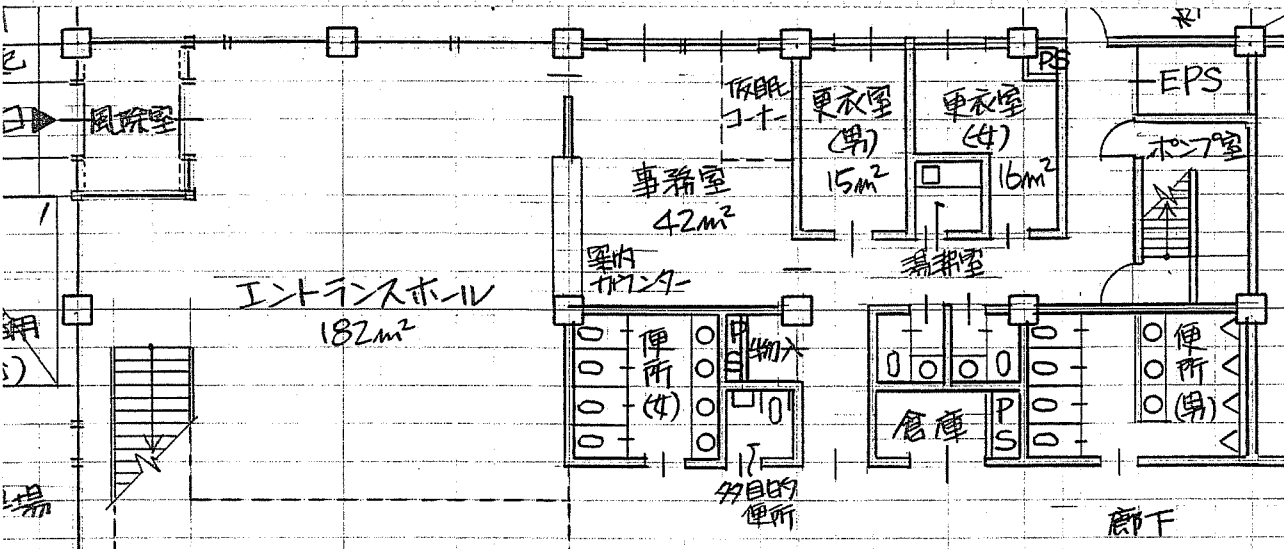 風除室
仮眠
コーナー
更衣室
(男)
15m²
更衣室
(女)
16m²
PS
EPS
ポンプ室
事務室
42m²
案内
カウンター
湯沸室
エントランスホール
182m²
便
所
(女)
PS
物入
多目的
便所
倉庫
PS
便
所
(男)
廊下